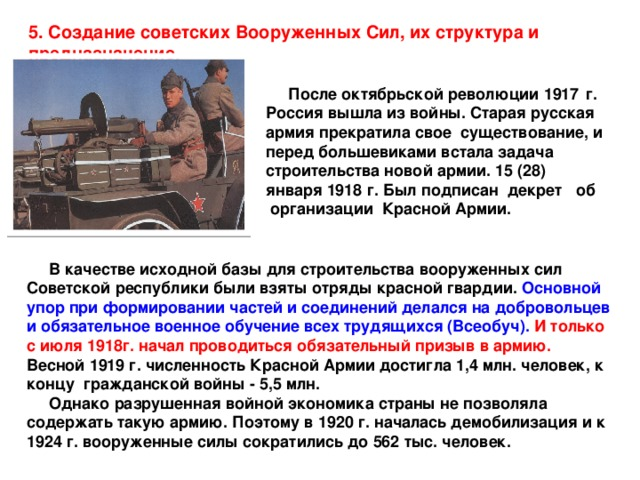 5. Создание советских Вооруженных Сил, их структура и
предназначение
После октябрьской революции 1917 г.
Россия вышла из войны. Старая русская
армия прекратила свое существование, и
перед большевиками встала задача
строительства новой армии. 15 (28)
января 1918 г. Был подписан декрет об
организации Красной Армии.
В качестве исходной базы для строительства вооруженных сил
Советской республики были взяты отряды красной гвардии. Основной
упор при формировании частей и соединений делался на добровольцев
и обязательное военное обучение всех трудящихся (Всеобуч). И только
с июля 1918г. начал проводиться обязательный призыв в армию.
Весной 1919 г. численность Красной Армии достигла 1,4 млн. человек, к
концу гражданской войны - 5,5 млн.
Однако разрушенная войной экономика страны не позволяла
содержать такую армию. Поэтому в 1920 г. началась демобилизация и к
1924 г. вооруженные силы сократились до 562 тыс. человек.